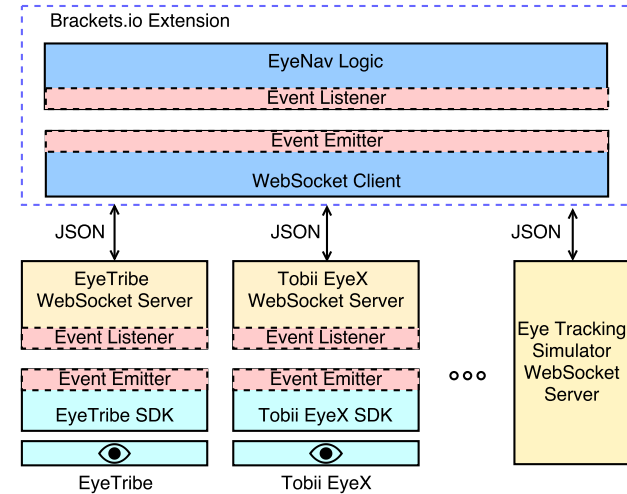 Brackets.io Extension
EyeNav Logic
Event Listener
Event Emitter
WebSocket Client
JSON
JSON
JSON
EyeTribe
WebSocket Server
Event Listener
Event Emitter
EyeTribe SDK
EyeTribe
Tobii EyeX
WebSocket Server
Event Listener
Event Emitter
Tobii EyeX SDK
Tobii EyeX
Eye Tracking
Simulator
WebSocket
Server